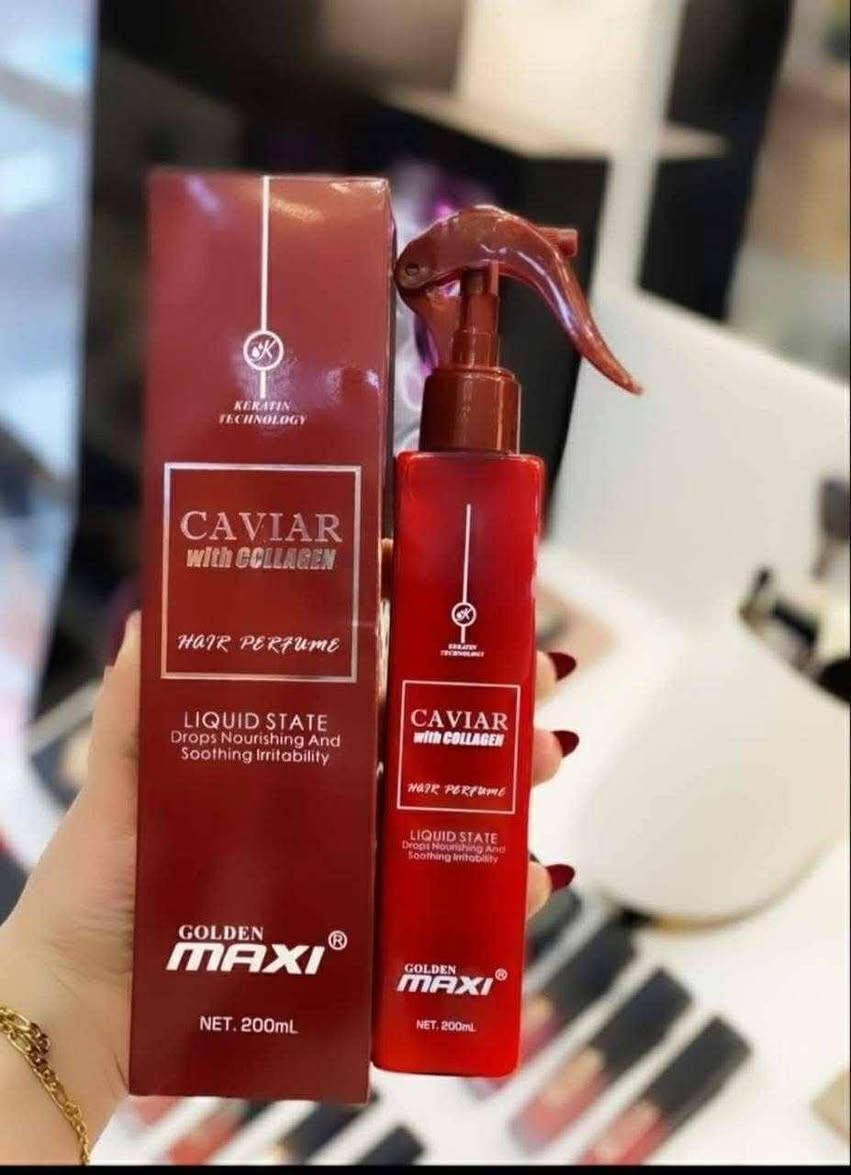 K
KERATIN
TECHNOLOGY
CAVIAR
with COLLAGEN
HAIR PERFUME
LIQUID STATE
Drops Nourishing And
Soothing Irritability
GOLDEN
MAXI®
NET. 200mL
K
KERATIN
TECHNOLOGY
CAVIAR
with COLLAGEN
HAIR PERFUME
LIQUID STATE
Drops Nourishing And
Soothing Irritability
GOLDEN
MAXI®
NET. 200mL